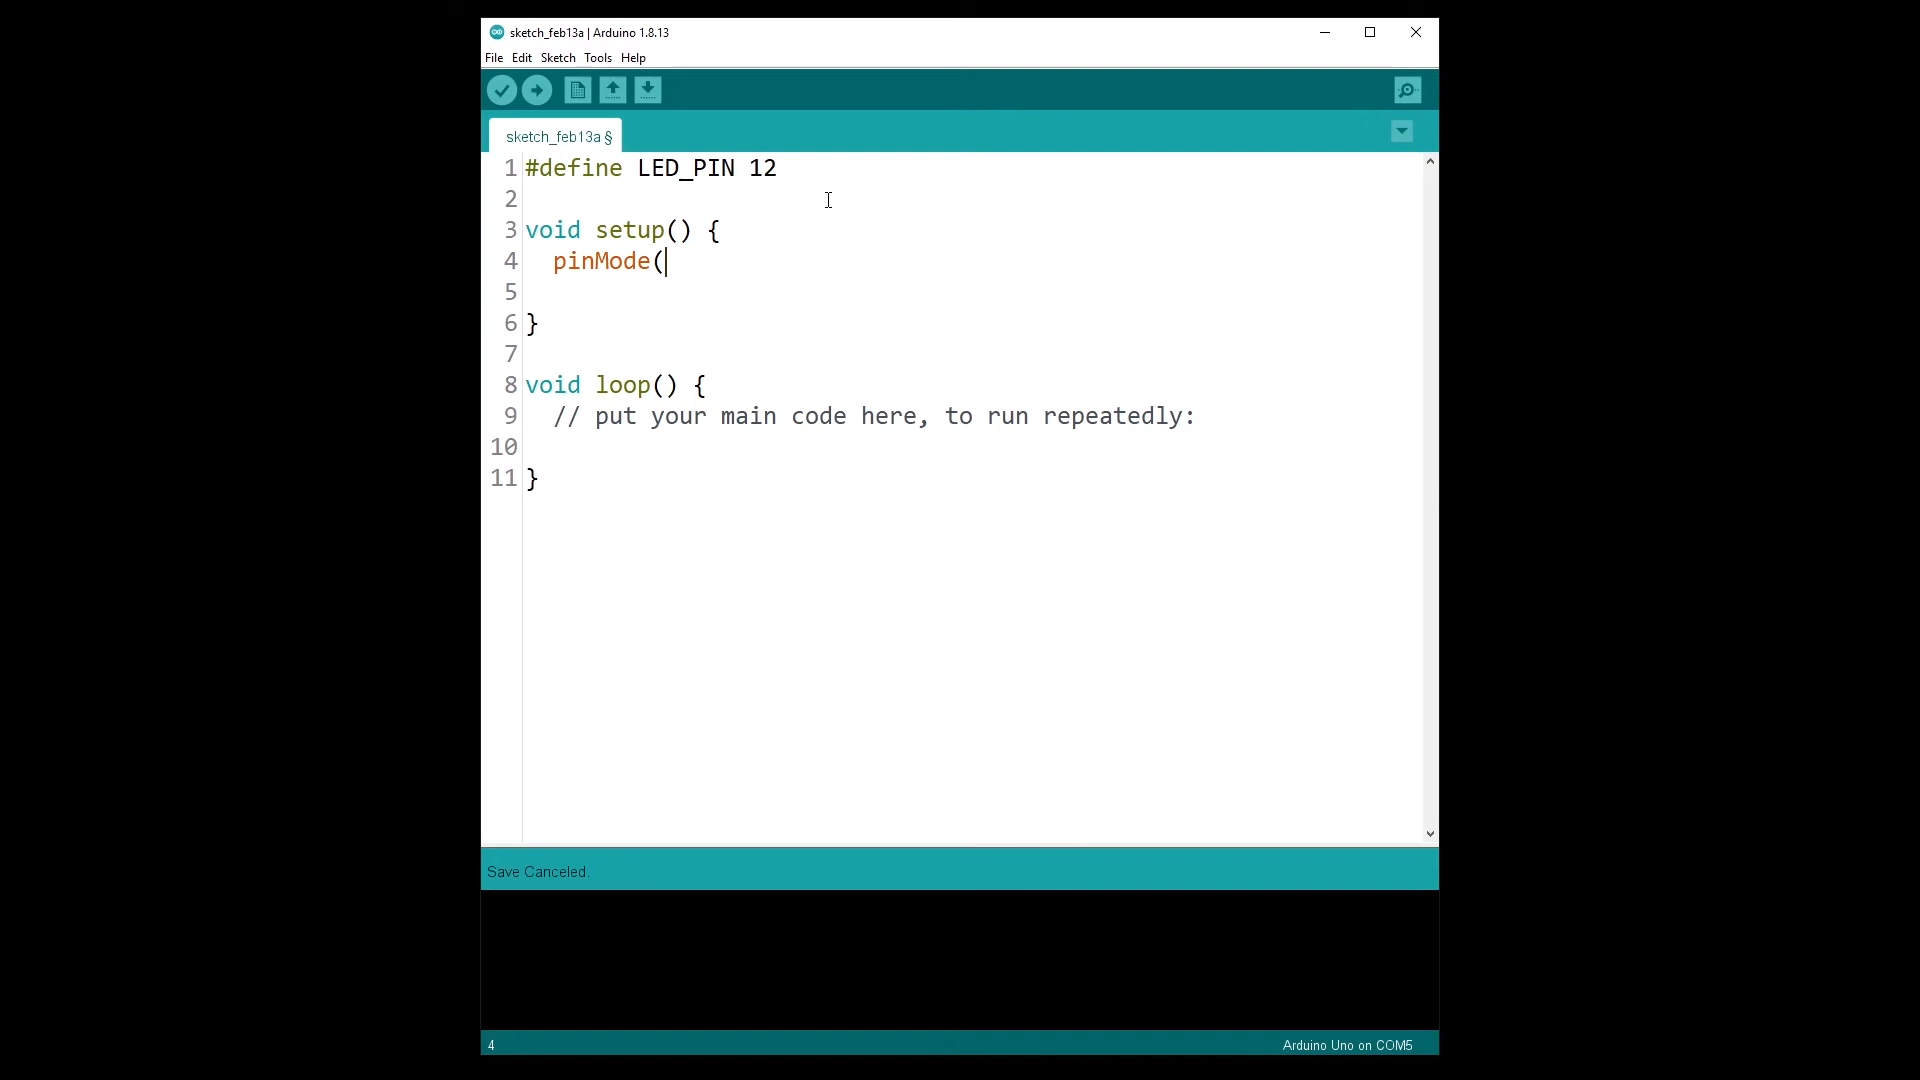 sketch_feb13a | Arduino 1.8.13
File Edit Sketch Tools Help
sketch_feb13a §
1 #define LED_PIN 12
2
3 void setup() {
4   pinMode(
5
6 }
7
8 void loop() {
9   // put your main code here, to run repeatedly:
10
11 }
Save Canceled.
4 Arduino Uno on COM5